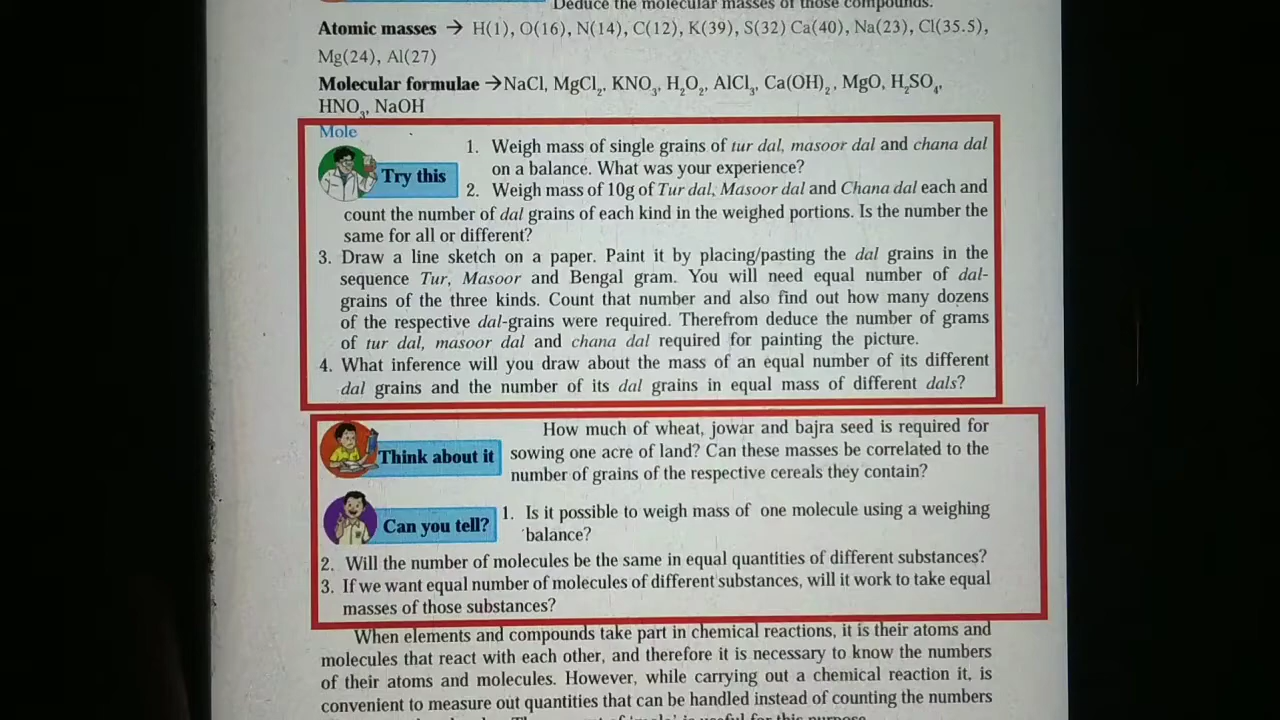 Deduce the molecular masses of those compounds.
Atomic masses → H(1), O(16), N(14), C(12), K(39), S(32) Ca(40), Na(23), Cl(35.5),
Mg(24), Al(27)
Molecular formulae →NaCl, MgCl₂, KNO₃, H₂O₂, AlCl₃, Ca(OH)₂, MgO, H₂SO₄,
HNO₃, NaOH
Mole
Try this
1. Weigh mass of single grains of tur dal, masoor dal and chana dal
on a balance. What was your experience?
2. Weigh mass of 10g of Tur dal, Masoor dal and Chana dal each and
count the number of dal grains of each kind in the weighed portions. Is the number the
same for all or different?
3. Draw a line sketch on a paper. Paint it by placing/pasting the dal grains in the
sequence Tur, Masoor and Bengal gram. You will need equal number of dal-
grains of the three kinds. Count that number and also find out how many dozens
of the respective dal-grains were required. Therefrom deduce the number of grams
of tur dal, masoor dal and chana dal required for painting the picture.
4. What inference will you draw about the mass of an equal number of its different
dal grains and the number of its dal grains in equal mass of different dals?
Think about it
How much of wheat, jowar and bajra seed is required for
sowing one acre of land? Can these masses be correlated to the
number of grains of the respective cereals they contain?
Can you tell?
1. Is it possible to weigh mass of one molecule using a weighing
balance?
2. Will the number of molecules be the same in equal quantities of different substances?
3. If we want equal number of molecules of different substances, will it work to take equal
masses of those substances?
When elements and compounds take part in chemical reactions, it is their atoms and
molecules that react with each other, and therefore it is necessary to know the numbers
of their atoms and molecules. However, while carrying out a chemical reaction it, is
convenient to measure out quantities that can be handled instead of counting the numbers
of 'mole' is useful for this purpose